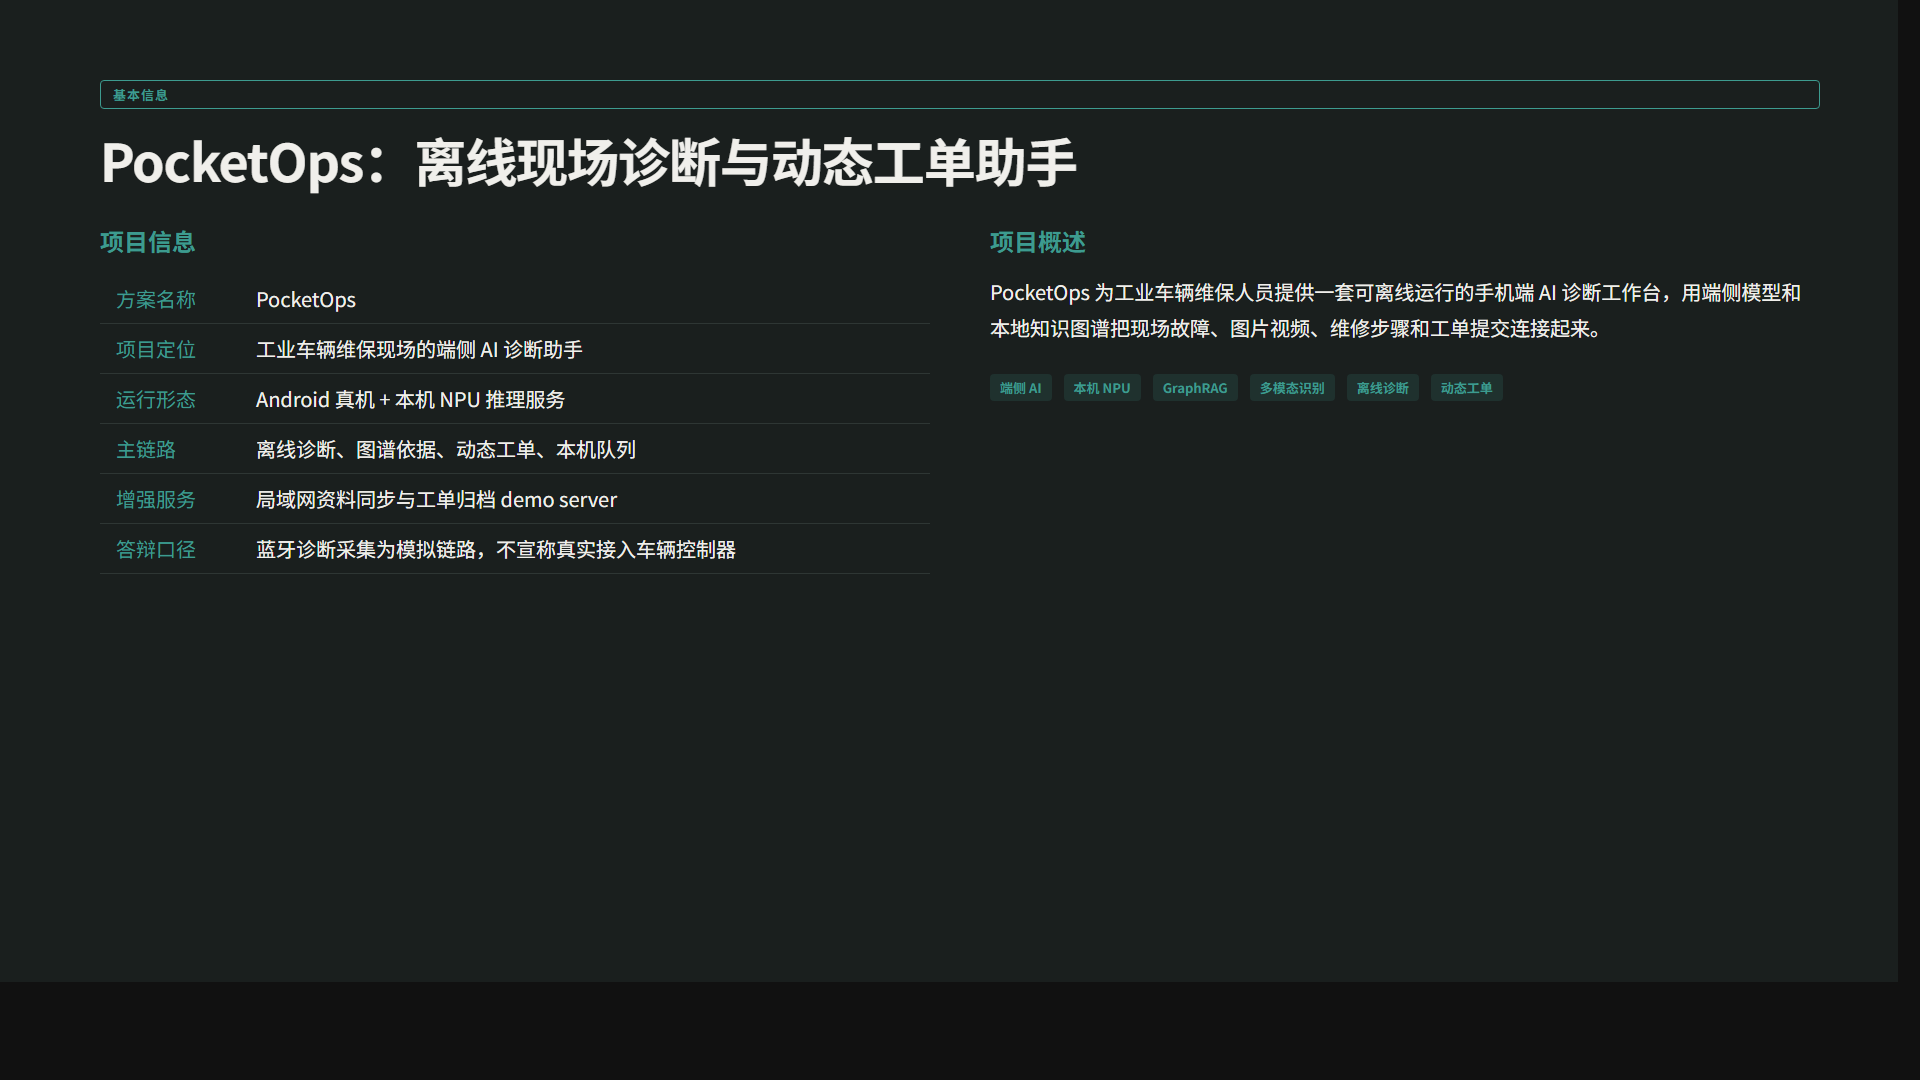 基本信息
PocketOps：离线现场诊断与动态工单助手
项目信息
方案名称 PocketOps
项目定位 工业车辆维保现场的端侧 AI 诊断助手
运行形态 Android 真机 + 本机 NPU 推理服务
主链路 离线诊断、图谱依据、动态工单、本机队列
增强服务 局域网资料同步与工单归档 demo server
答辩口径 蓝牙诊断采集为模拟链路，不宣称真实接入车辆控制器
项目概述
PocketOps 为工业车辆维保人员提供一套可离线运行的手机端 AI 诊断工作台，用端侧模型和
本地知识图谱把现场故障、图片视频、维修步骤和工单提交连接起来。
端侧 AI 本机 NPU GraphRAG 多模态识别 离线诊断 动态工单